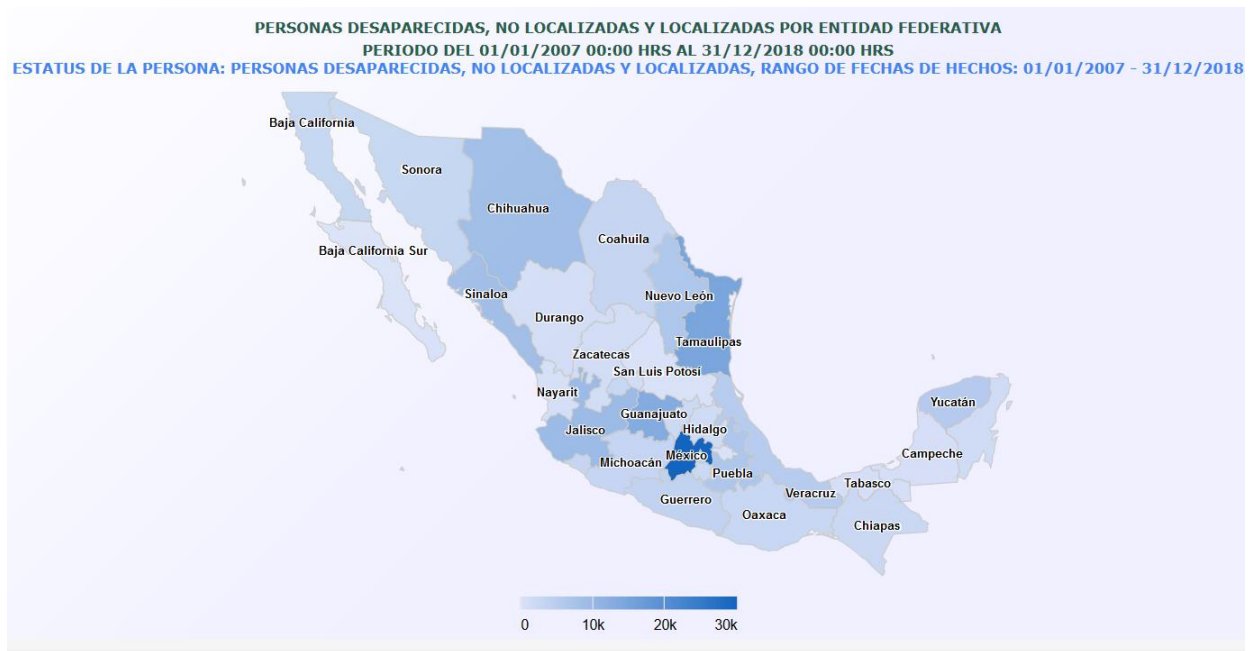 PERSONAS DESAPARECIDAS, NO LOCALIZADAS Y LOCALIZADAS POR ENTIDAD FEDERATIVA
PERIODO DEL 01/01/2007 00:00 HRS AL 31/12/2018 00:00 HRS
ESTATUS DE LA PERSONA: PERSONAS DESAPARECIDAS, NO LOCALIZADAS Y LOCALIZADAS, RANGO DE FECHAS DE HECHOS: 01/01/2007 - 31/12/2018
Baja California
Sonora
Chihuahua
Coahuila
Baja California Sur
Sinaloa
Nuevo León
Durango
Tamaulipas
Zacatecas
San Luis Potosí
Nayarit
Yucatán
Guanajuato
Jalisco
Hidalgo
Campeche
México
Michoacán
Puebla
Tabasco
Veracruz
Guerrero
Oaxaca
Chiapas
0 10k 20k 30k